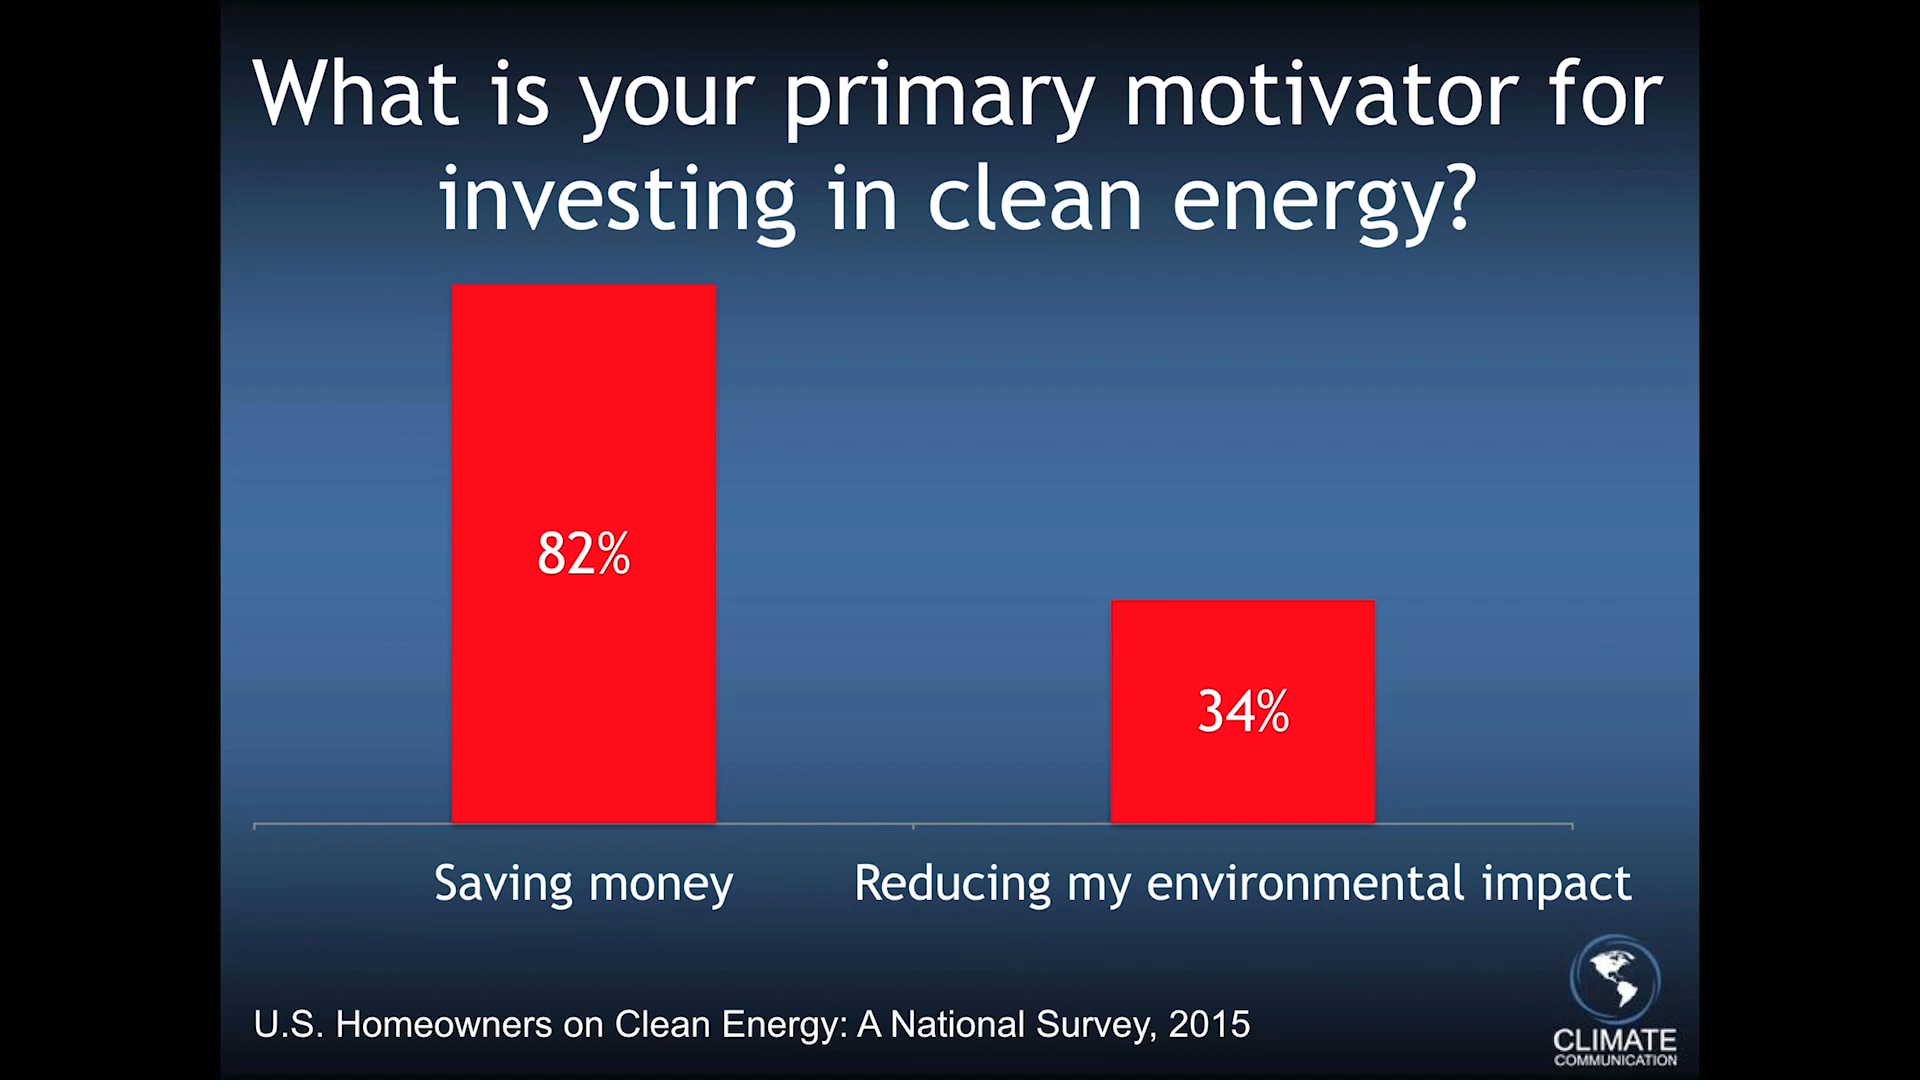 What is your primary motivator for
investing in clean energy?
82%
34%
Saving money
Reducing my environmental impact
U.S. Homeowners on Clean Energy: A National Survey, 2015
CLIMATE
COMMUNICATION